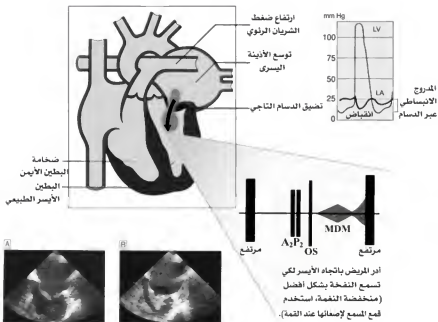 ارتفاع ضغط
الشريان الرئوي
توسع الأذينة
اليسرى
تضيق الدسام التاجي
ضخامة
البطين الأيمن
البطين
الأيسر الطبيعي
mm Hg
100
75
50
25
0
LV
LA
انقباض
المدروج
الانبساطي
عبر الدسام
مرتفع
A₂P₂
OS
MDM
مرتفع
أدر المريض باتجاه الأيسر لكي
تسمع النفخة بشكل أفضل
(منخفضة النغمة، استخدم
قمع المسمع لإصغائها عند القمة).
A
B